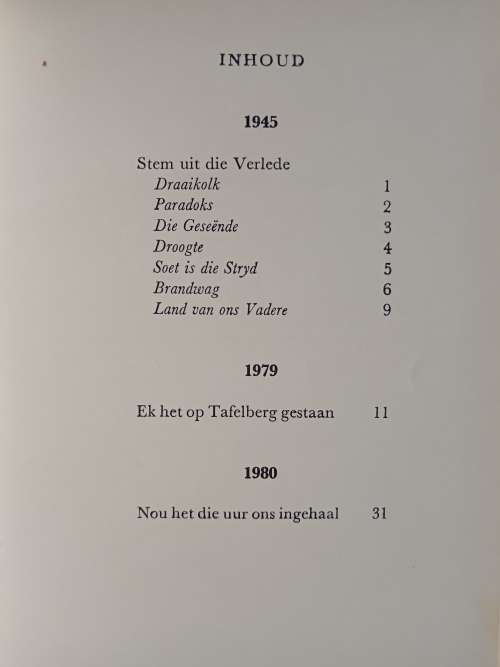 INHOUD
1945
Stem uit die Verlede
Draaikolk 1
Paradoks 2
Die Geseënde 3
Droogte 4
Soet is die Stryd 5
Brandwag 6
Land van ons Vadere 9
1979
Ek het op Tafelberg gestaan 11
1980
Nou het die uur ons ingehaal 31